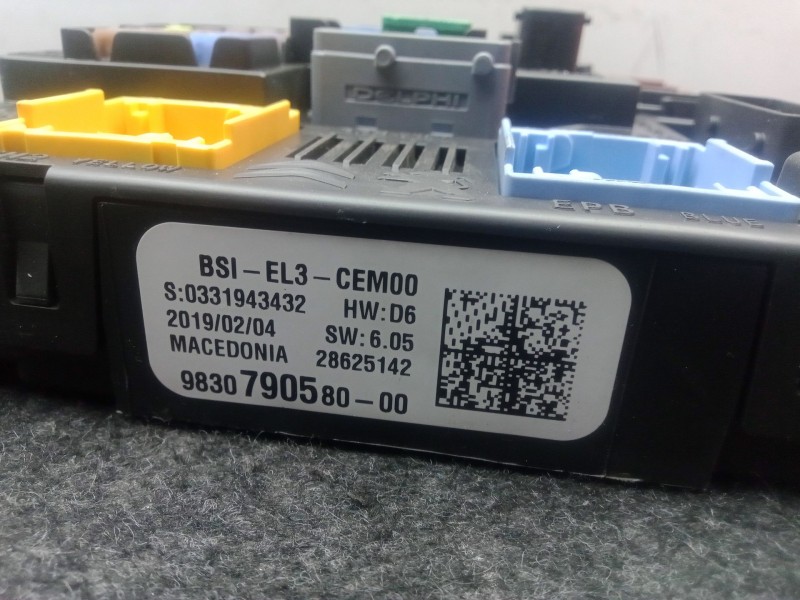 DELPHI
YELLOW
EPB BLUE
BSI-EL3-CEM00
S:0331943432 HW:D6
2019/02/04 SW:6.05
MACEDONIA 28625142
9830790580-00